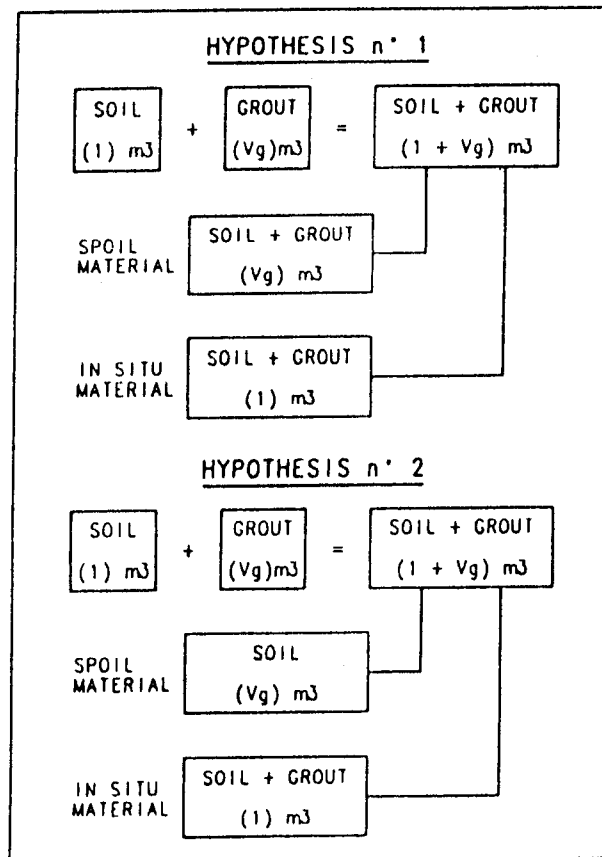 HYPOTHESIS n° 1
SOIL + GROUT = SOIL + GROUT
(1) m3 (Vg)m3 (1 + Vg) m3
SPOIL MATERIAL
SOIL + GROUT
(Vg) m3
IN SITU MATERIAL
SOIL + GROUT
(1) m3
HYPOTHESIS n° 2
SOIL + GROUT = SOIL + GROUT
(1) m3 (Vg)m3 (1 + Vg) m3
SPOIL MATERIAL
SOIL
(Vg) m3
IN SITU MATERIAL
SOIL + GROUT
(1) m3